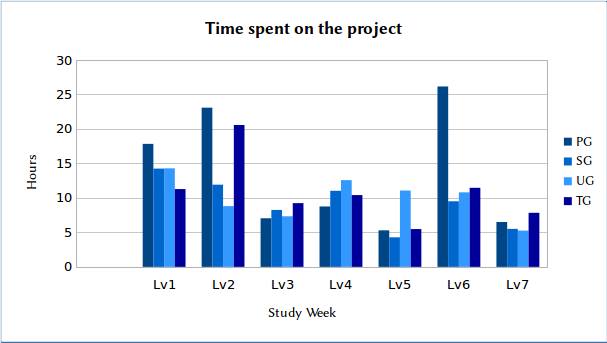 Time spent on the project
30
25
20
15
10
5
0
Hours
Lv1 Lv2 Lv3 Lv4 Lv5 Lv6 Lv7
Study Week
PG
SG
UG
TG